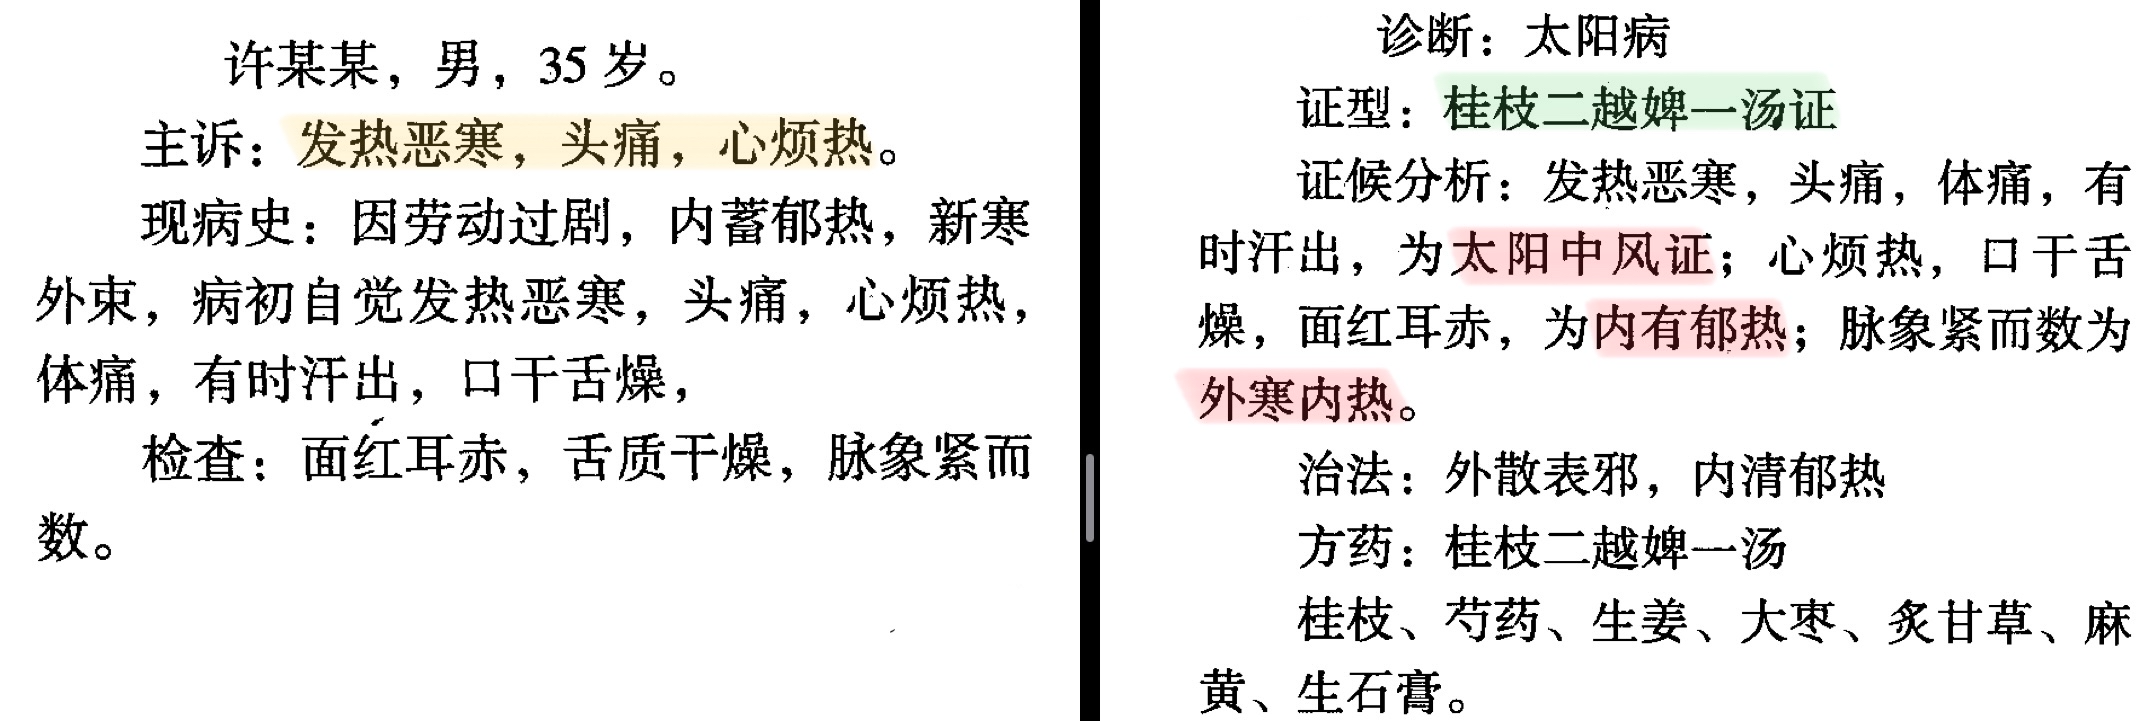 许某某，男，35 岁。
主诉：发热恶寒，头痛，心烦热。
现病史：因劳动过剧，内蓄郁热，新寒
外束，病初自觉发热恶寒，头痛，心烦热，
体痛，有时汗出，口干舌燥，
检查：面红耳赤，舌质干燥，脉象紧而
数。
诊断：太阳病
证型：桂枝二越婢一汤证
证候分析：发热恶寒，头痛，体痛，有
时汗出，为太阳中风证；心烦热，口干舌
燥，面红耳赤，为内有郁热；脉象紧而数为
外寒内热。
治法：外散表邪，内清郁热
方药：桂枝二越婢一汤
桂枝、芍药、生姜、大枣、炙甘草、麻
黄、生石膏。